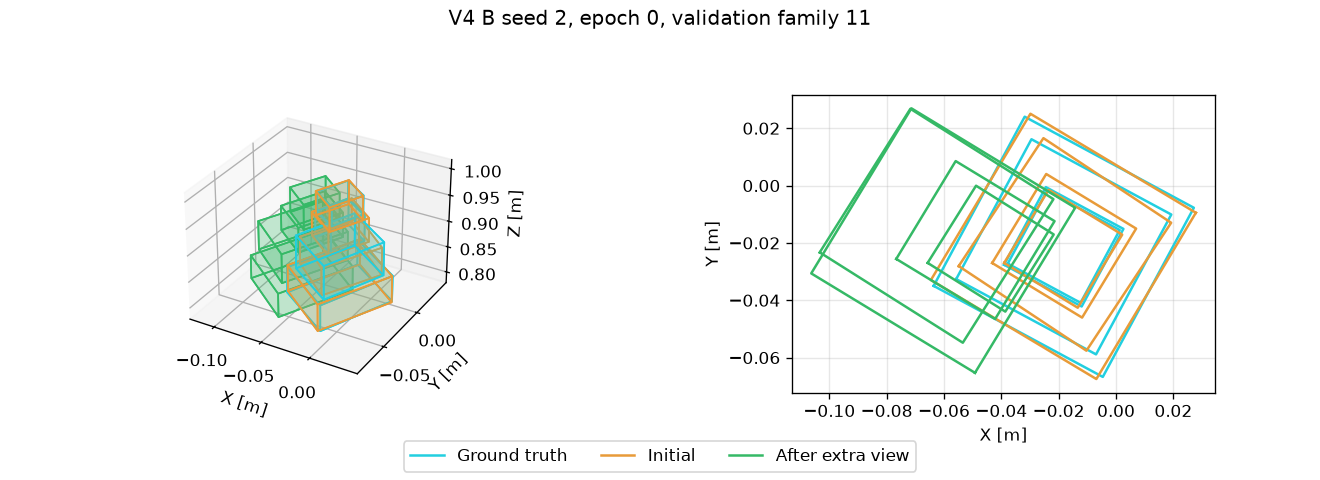 V4 B seed 2, epoch 0, validation family 11
1.00
0.95
0.90
0.85
0.80
Z [m]
−0.10
−0.05
0.00
X [m]
−0.05
0.00
Y [m]
0.02
0.00
−0.02
−0.04
−0.06
Y [m]
−0.10 −0.08 −0.06 −0.04 −0.02 0.00 0.02
X [m]
Ground truth Initial After extra view